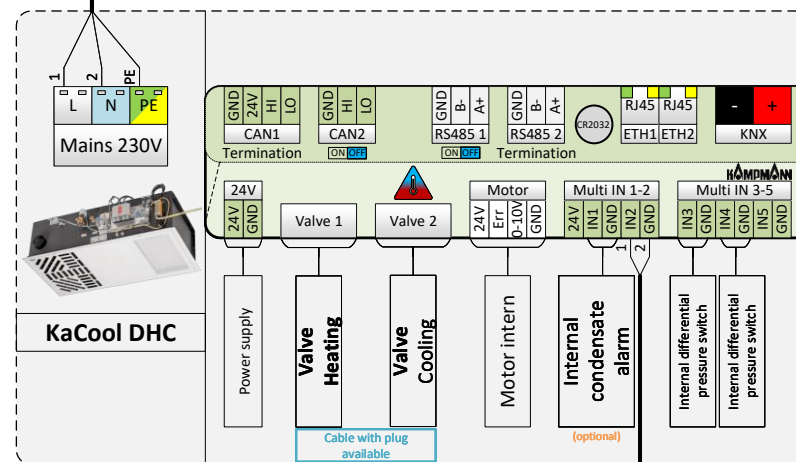 1
2
PE
L N PE
Mains 230V
KaCool DHC
GND 24V HI LO
GND HI LO
GND B- A+
GND B- A+
CR2032
RJ45 RJ45
- +
CAN1 CAN2 RS485 1 RS485 2 ETH1 ETH2 KNX
Termination ON OFF ON OFF Termination
KAMPMANN
24V Motor Multi IN 1-2 Multi IN 3-5
24V GND
Valve 1
Valve 2
24V Err 0-10V GND
24V IN1 GND IN2 GND
IN3 GND IN4 GND IN5 GND
1
2
Power supply
Valve
Heating
Valve
Cooling
Motor intern
Internal
condensate
alarm
Internal differential
pressure switch
Internal differential
pressure switch
Cable with plug
available
(optional)